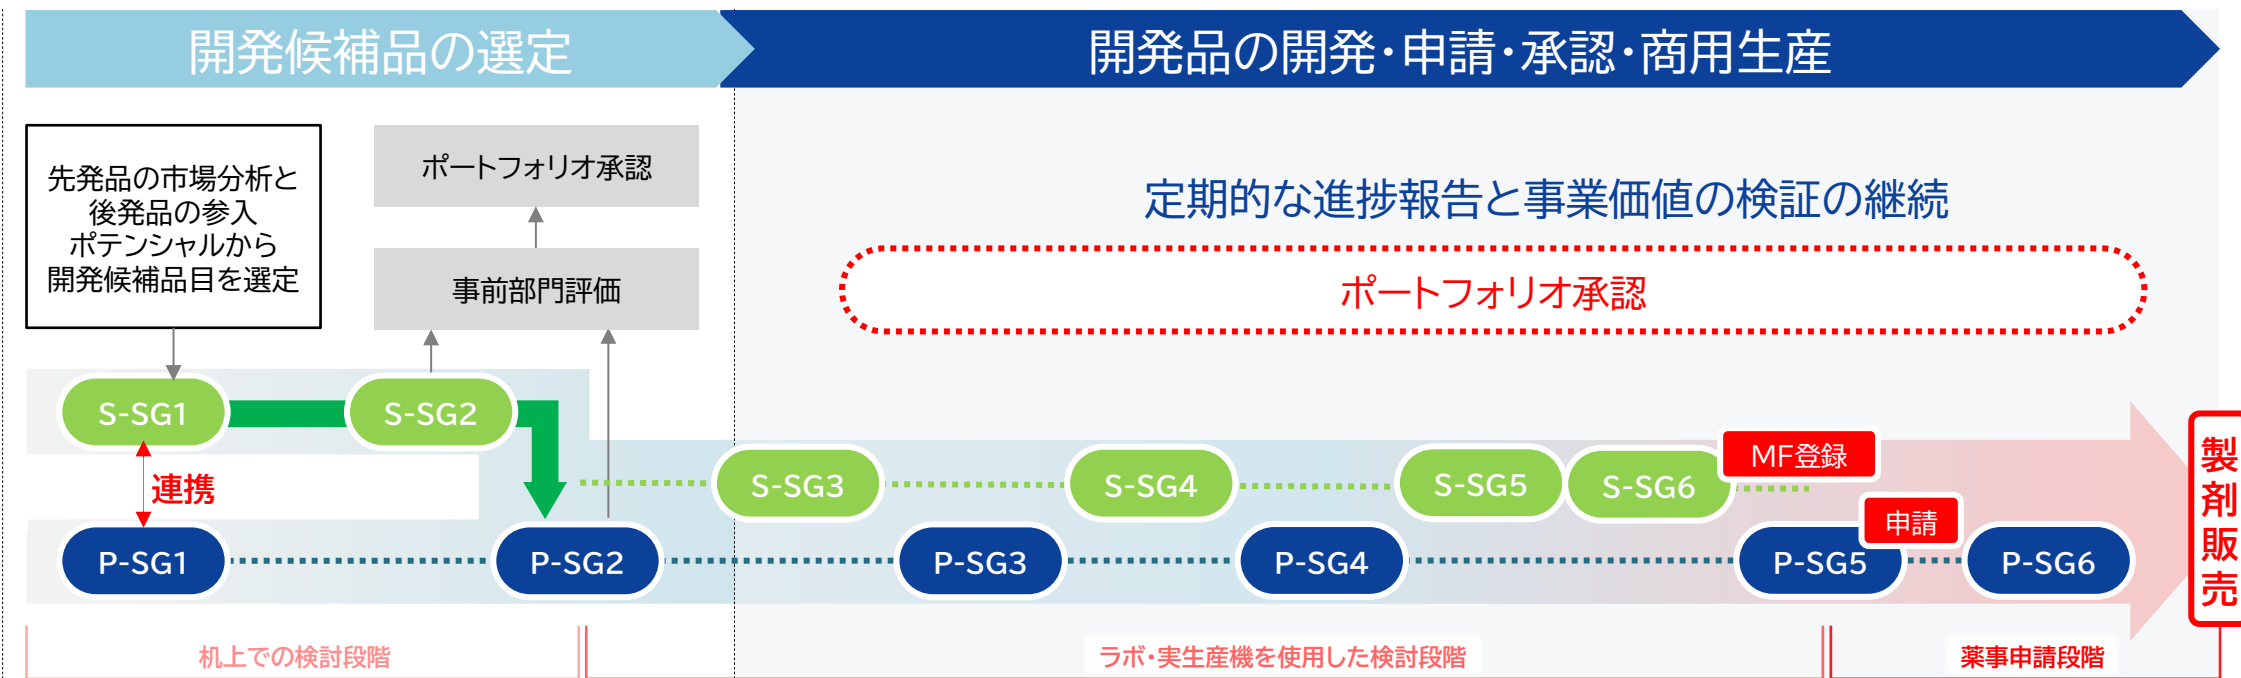 開発候補品の選定
開発品の開発・申請・承認・商用生産
先発品の市場分析と
後発品の参入
ポテンシャルから
開発候補品目を選定
ポートフォリオ承認
事前部門評価
定期的な進捗報告と事業価値の検証の継続
ポートフォリオ承認
S-SG1
S-SG2
連携
S-SG3
S-SG4
S-SG5
S-SG6
MF登録
申請
P-SG1
P-SG2
P-SG3
P-SG4
P-SG5
P-SG6
製剤販売
机上での検討段階
ラボ・実生産機を使用した検討段階
薬事申請段階